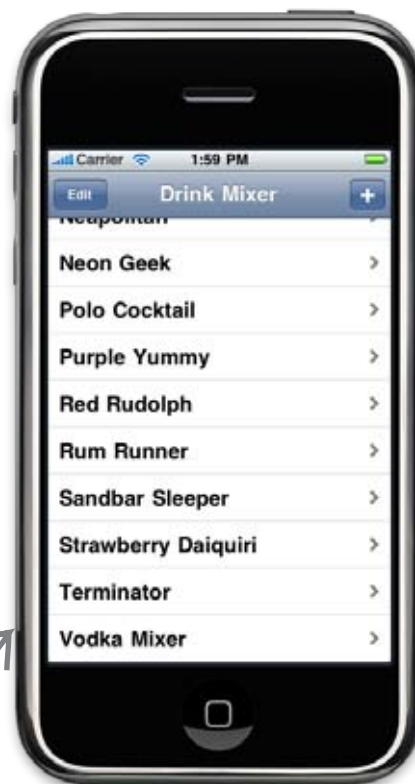 Carrier 1:59 PM
Edit Drink Mixer +
Neapolitan
Neon Geek
Polo Cocktail
Purple Yummy
Red Rudolph
Rum Runner
Sandbar Sleeper
Strawberry Daiquiri
Terminator
Vodka Mixer